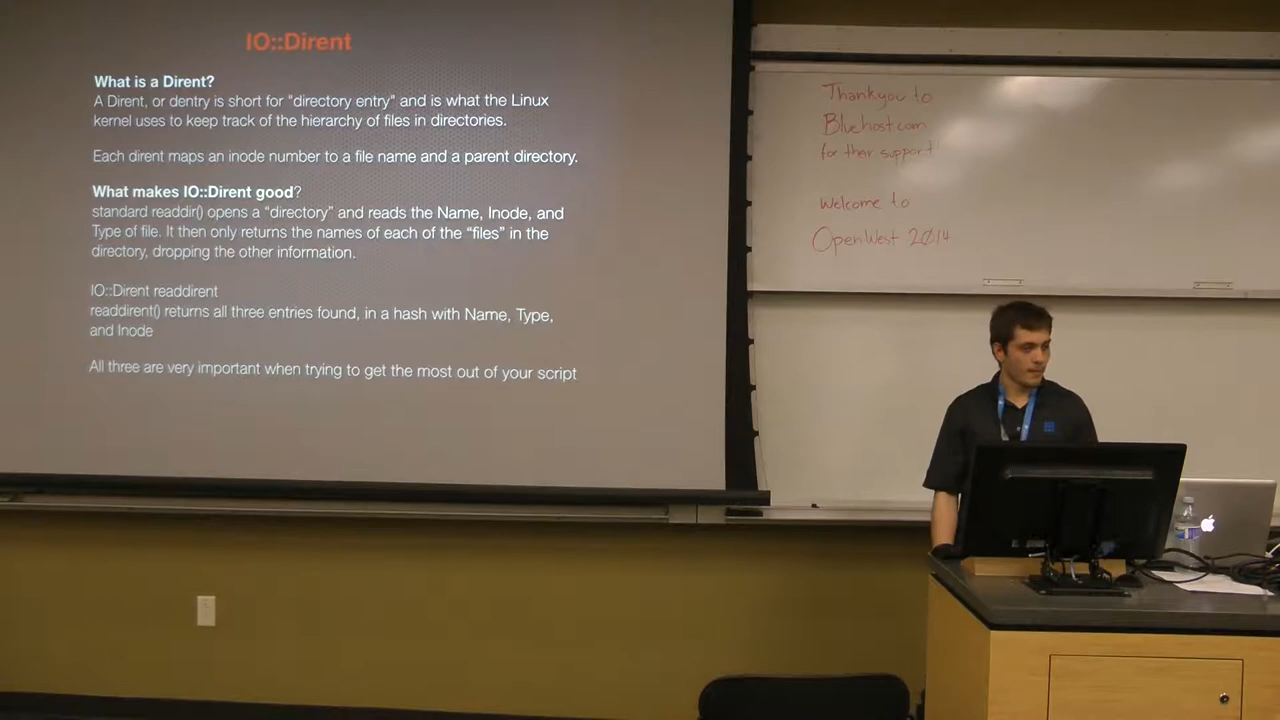 IO::Dirent
What is a Dirent?
A Dirent, or dentry is short for "directory entry" and is what the Linux
kernel uses to keep track of the hierarchy of files in directories.
Each dirent maps an inode number to a file name and a parent directory.
What makes IO::Dirent good?
standard readdir() opens a "directory" and reads the Name, Inode, and
Type of file. It then only returns the names of each of the "files" in the
directory, dropping the other information.
IO::Dirent readdirent
readdirent() returns all three entries found, in a hash with Name, Type,
and Inode
All three are very important when trying to get the most out of your script
Thankyou to
Bluehost.com
for their support!
Welcome to
OpenWest 2014